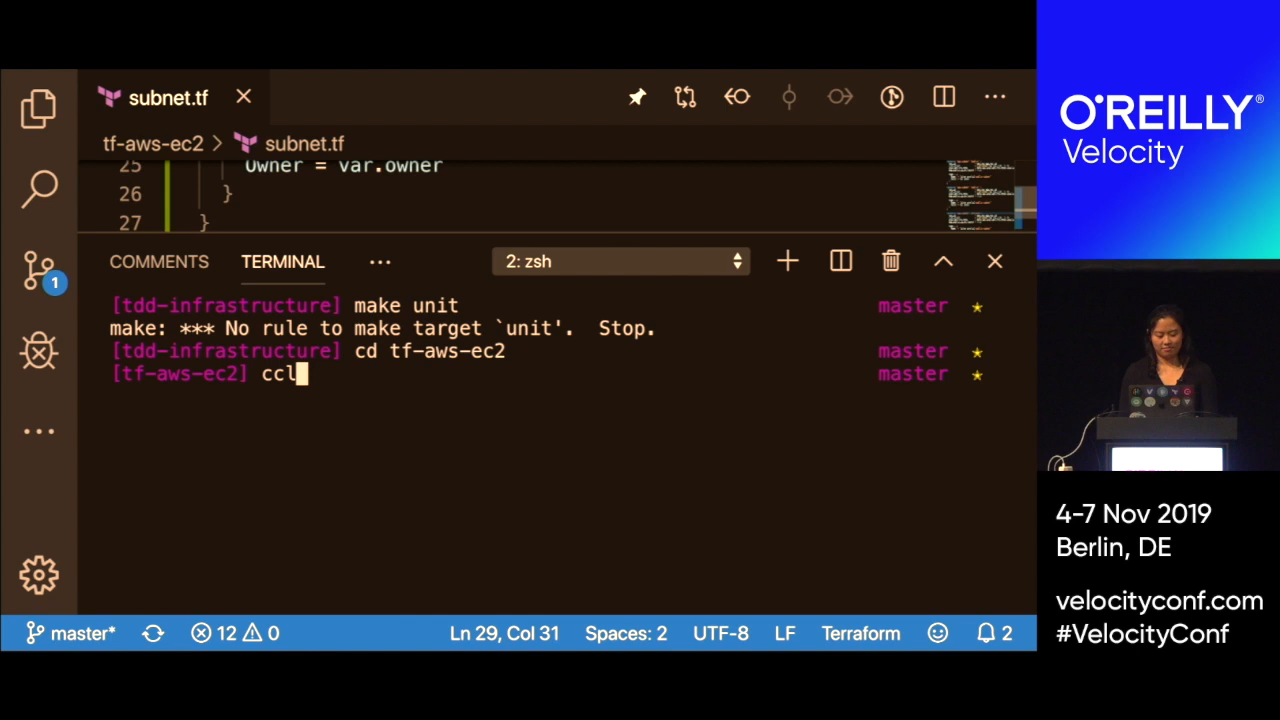 subnet.tf
tf-aws-ec2 > subnet.tf
25 Owner = var.owner
26 }
27 }
COMMENTS TERMINAL ... 2: zsh
[tdd-infrastructure] make unit master ★
make: *** No rule to make target `unit'. Stop.
[tdd-infrastructure] cd tf-aws-ec2 master ★
[tf-aws-ec2] ccl master ★
1
master* 12 0 Ln 29, Col 31 Spaces: 2 UTF-8 LF Terraform 2
O'REILLY®
Velocity
4-7 Nov 2019
Berlin, DE
velocityconf.com
#VelocityConf